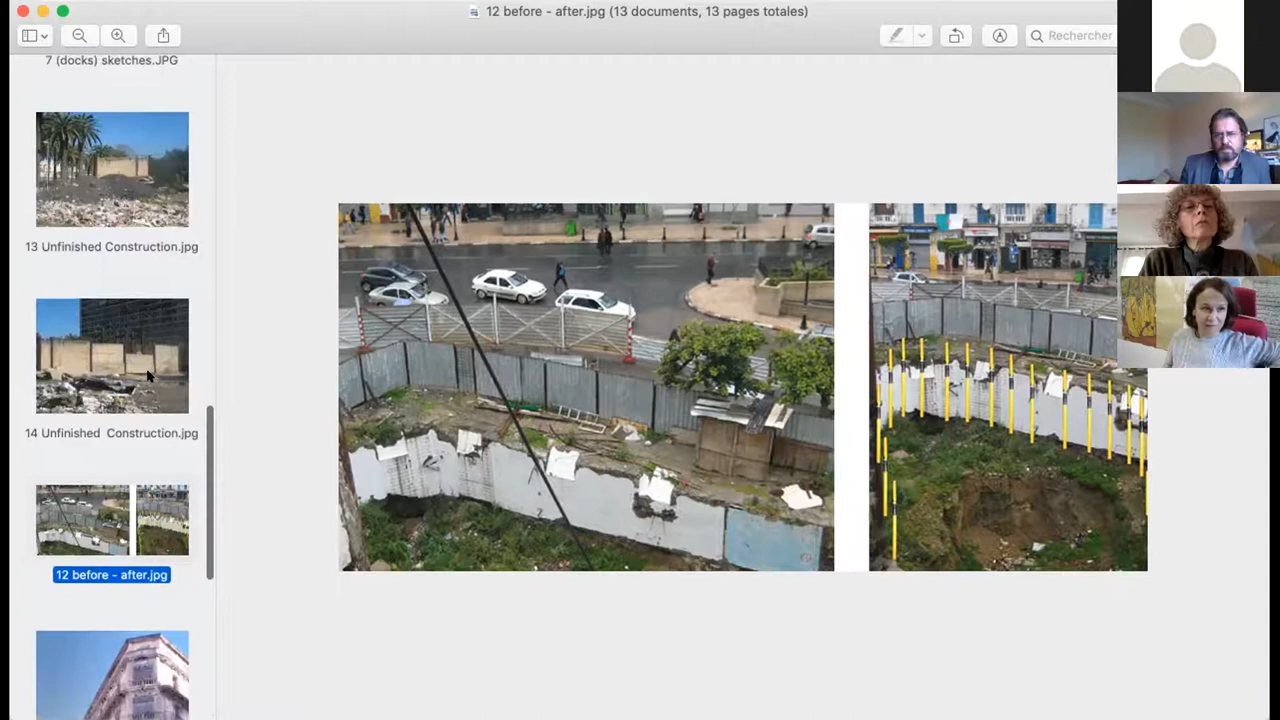 12 before - after.jpg (13 documents, 13 pages totales)
Rechercher
7 (docks) sketches.JPG
13 Unfinished Construction.jpg
14 Unfinished Construction.jpg
12 before - after.jpg